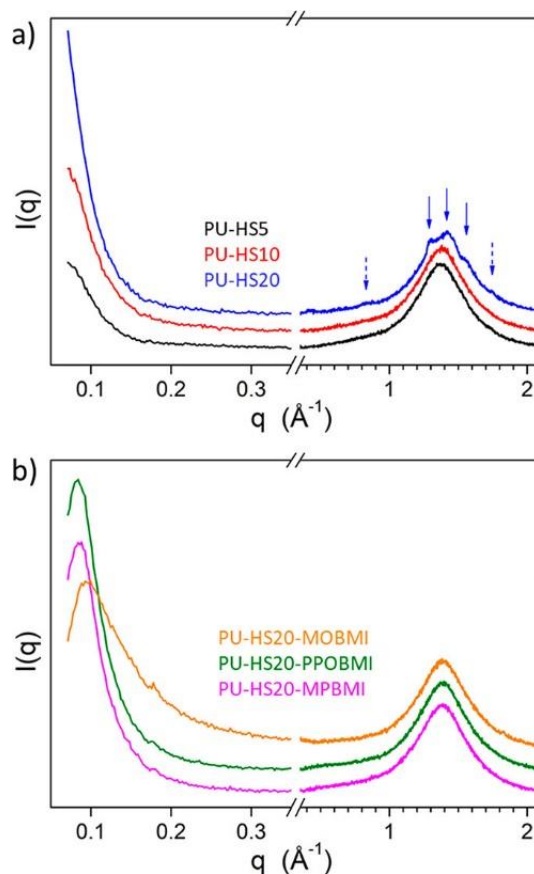 a)
I(q)
PU-HS5
PU-HS10
PU-HS20
0.1 0.2 0.3 1 2
q (Å⁻¹)
b)
I(q)
PU-HS20-MOBMI
PU-HS20-PPOBMI
PU-HS20-MPBMI
0.1 0.2 0.3 1 2
q (Å⁻¹)